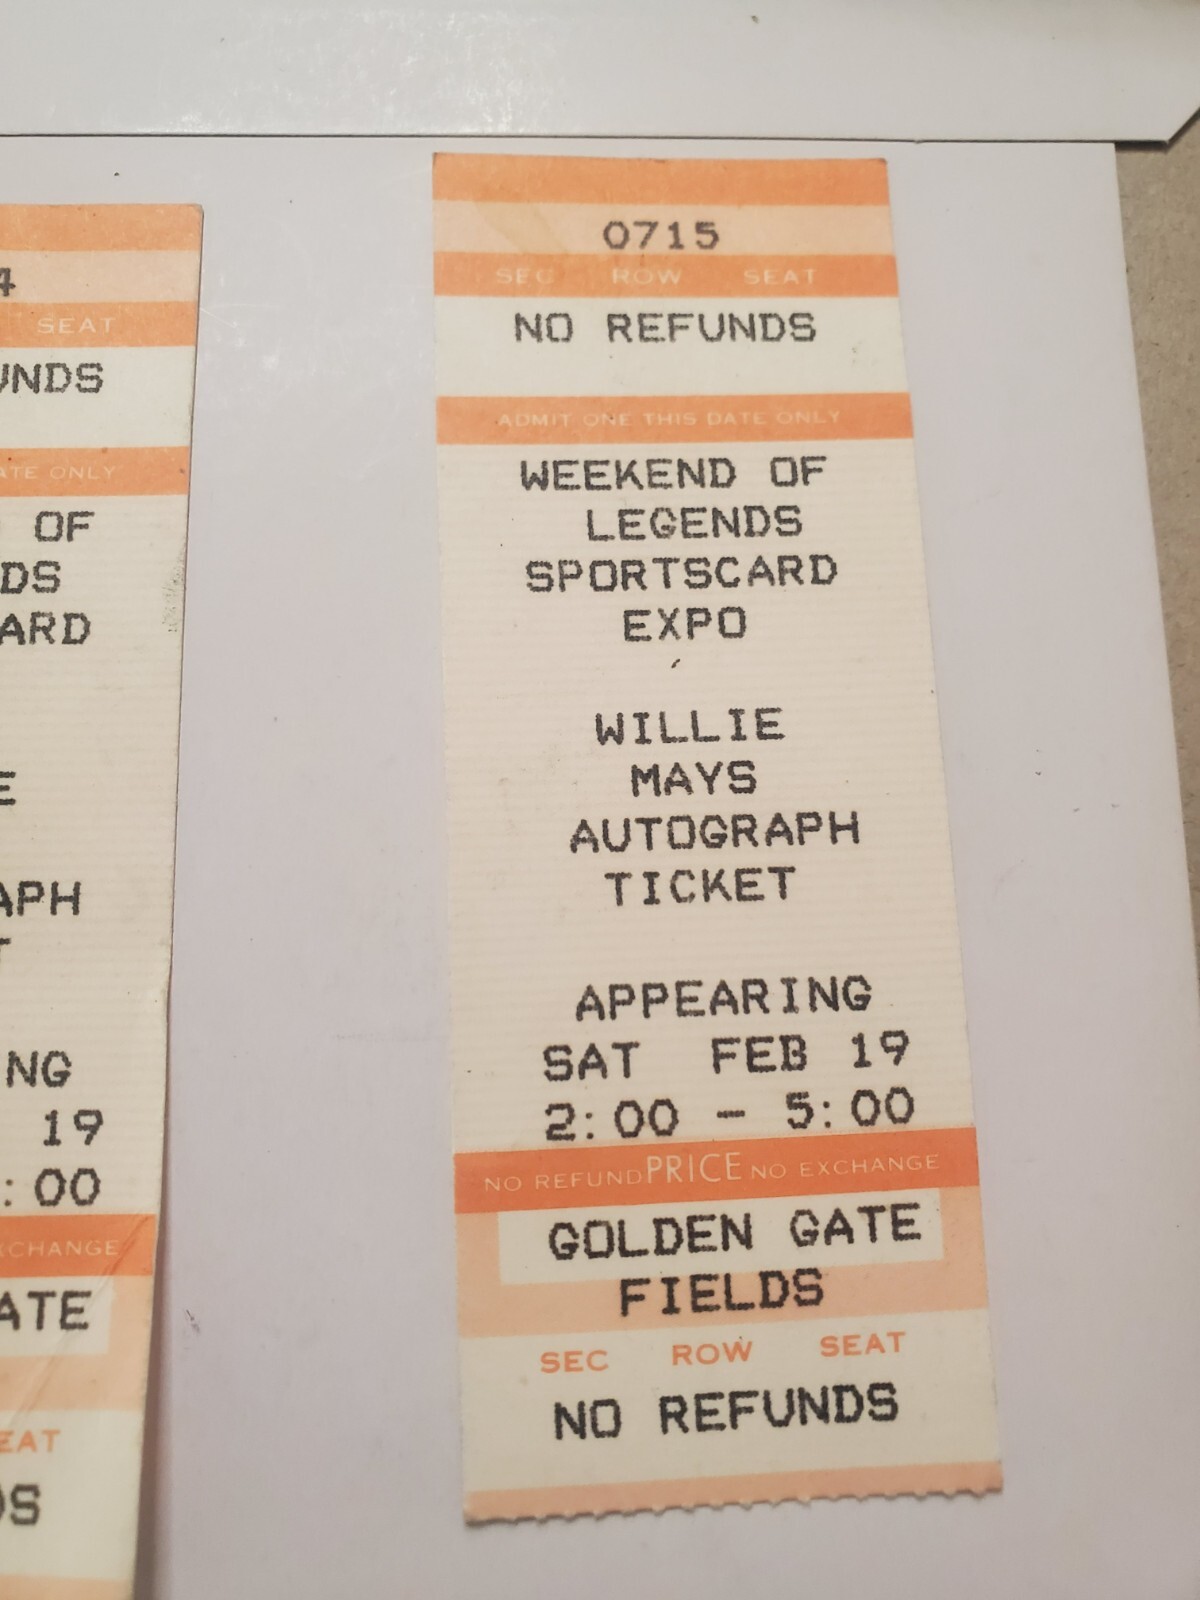 4
SEAT
UNDS
ATE ONLY
OF
DS
ARD
E
APH
T
NG
19
:00
XCHANGE
ATE
EAT
DS
0715
SEC ROW SEAT
NO REFUNDS
ADMIT ONE THIS DATE ONLY
WEEKEND OF
LEGENDS
SPORTSCARD
EXPO
WILLIE
MAYS
AUTOGRAPH
TICKET
APPEARING
SAT FEB 19
2:00 - 5:00
NO REFUND PRICE NO EXCHANGE
GOLDEN GATE
FIELDS
SEC ROW SEAT
NO REFUNDS